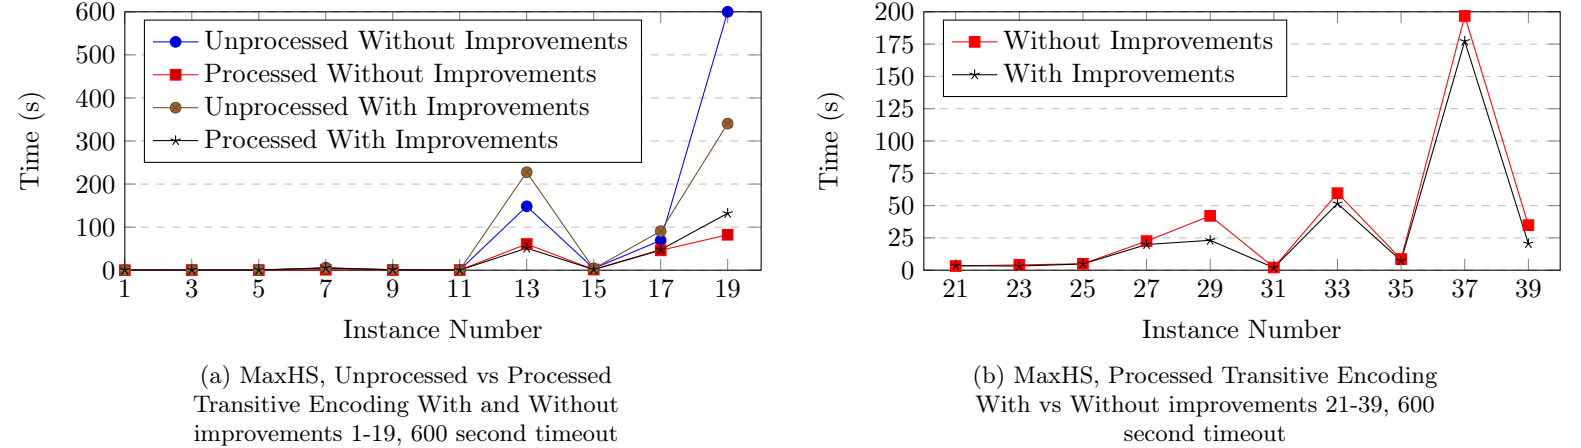 600
500
400
300
200
100
0
Time (s)
Unprocessed Without Improvements
Processed Without Improvements
Unprocessed With Improvements
Processed With Improvements
1 3 5 7 9 11 13 15 17 19
Instance Number
(a) MaxHS, Unprocessed vs Processed
Transitive Encoding With and Without
improvements 1-19, 600 second timeout
200
175
150
125
100
75
50
25
0
Time (s)
Without Improvements
With Improvements
21 23 25 27 29 31 33 35 37 39
Instance Number
(b) MaxHS, Processed Transitive Encoding
With vs Without improvements 21-39, 600
second timeout